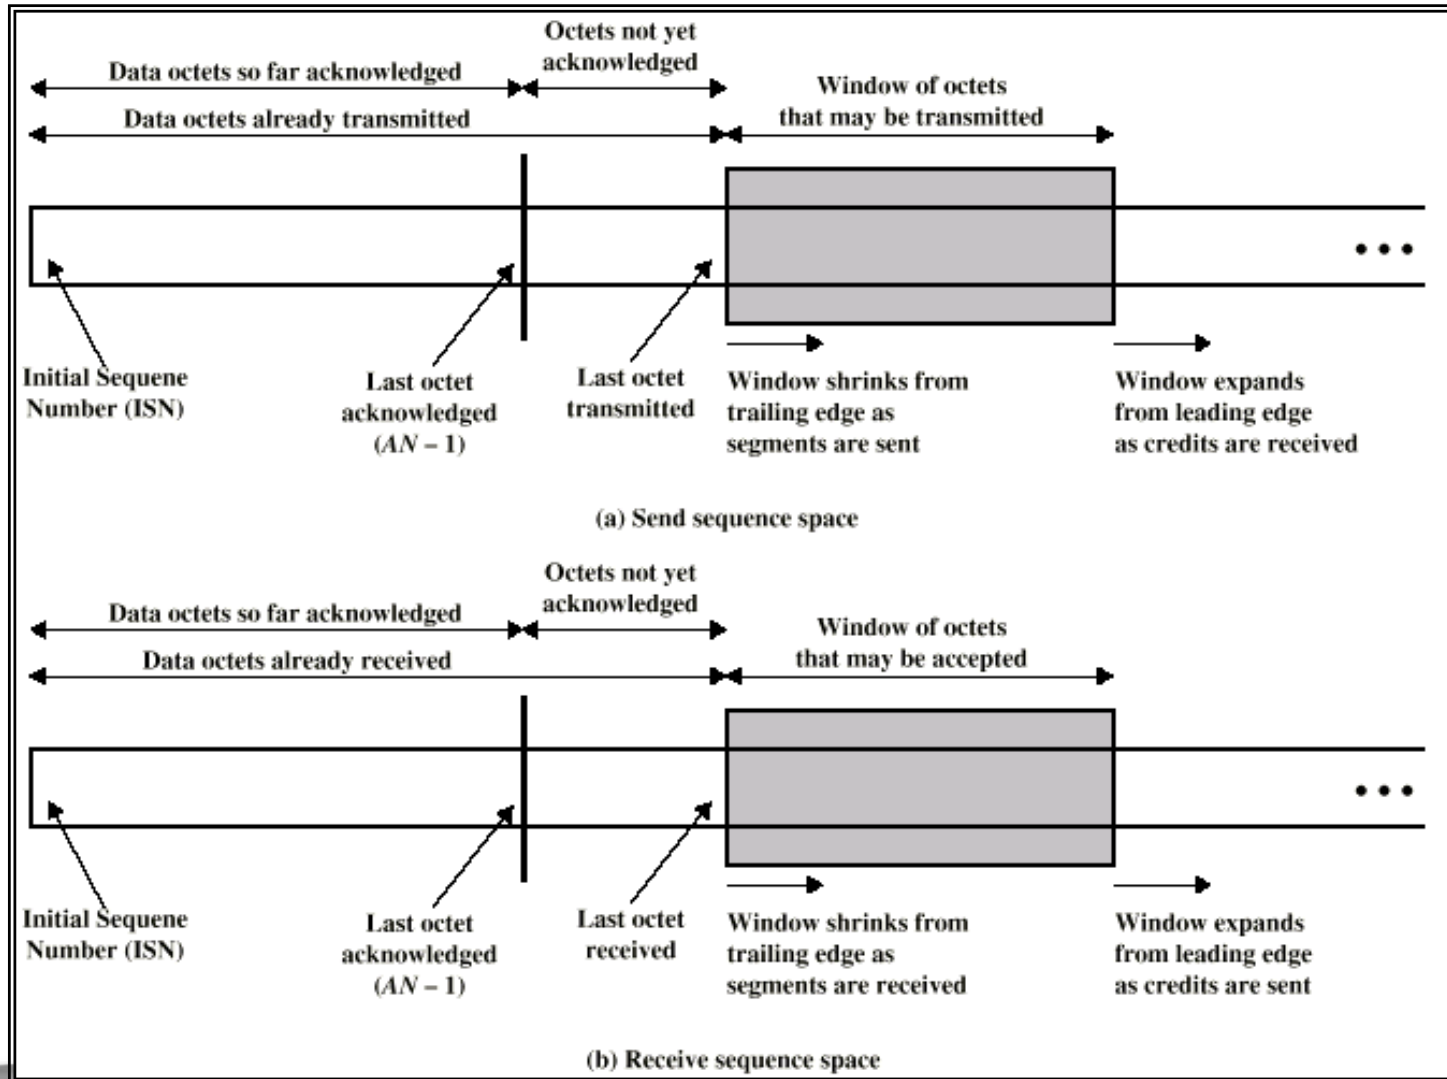 Octets not yet
acknowledged
Data octets so far acknowledged
Window of octets
that may be transmitted
Data octets already transmitted
• • •
Initial Sequene
Number (ISN)
Last octet
acknowledged
(AN – 1)
Last octet
transmitted
Window shrinks from
trailing edge as
segments are sent
Window expands
from leading edge
as credits are received
(a) Send sequence space
Octets not yet
acknowledged
Data octets so far acknowledged
Window of octets
that may be accepted
Data octets already received
• • •
Initial Sequene
Number (ISN)
Last octet
acknowledged
(AN – 1)
Last octet
received
Window shrinks from
trailing edge as
segments are received
Window expands
from leading edge
as credits are sent
(b) Receive sequence space